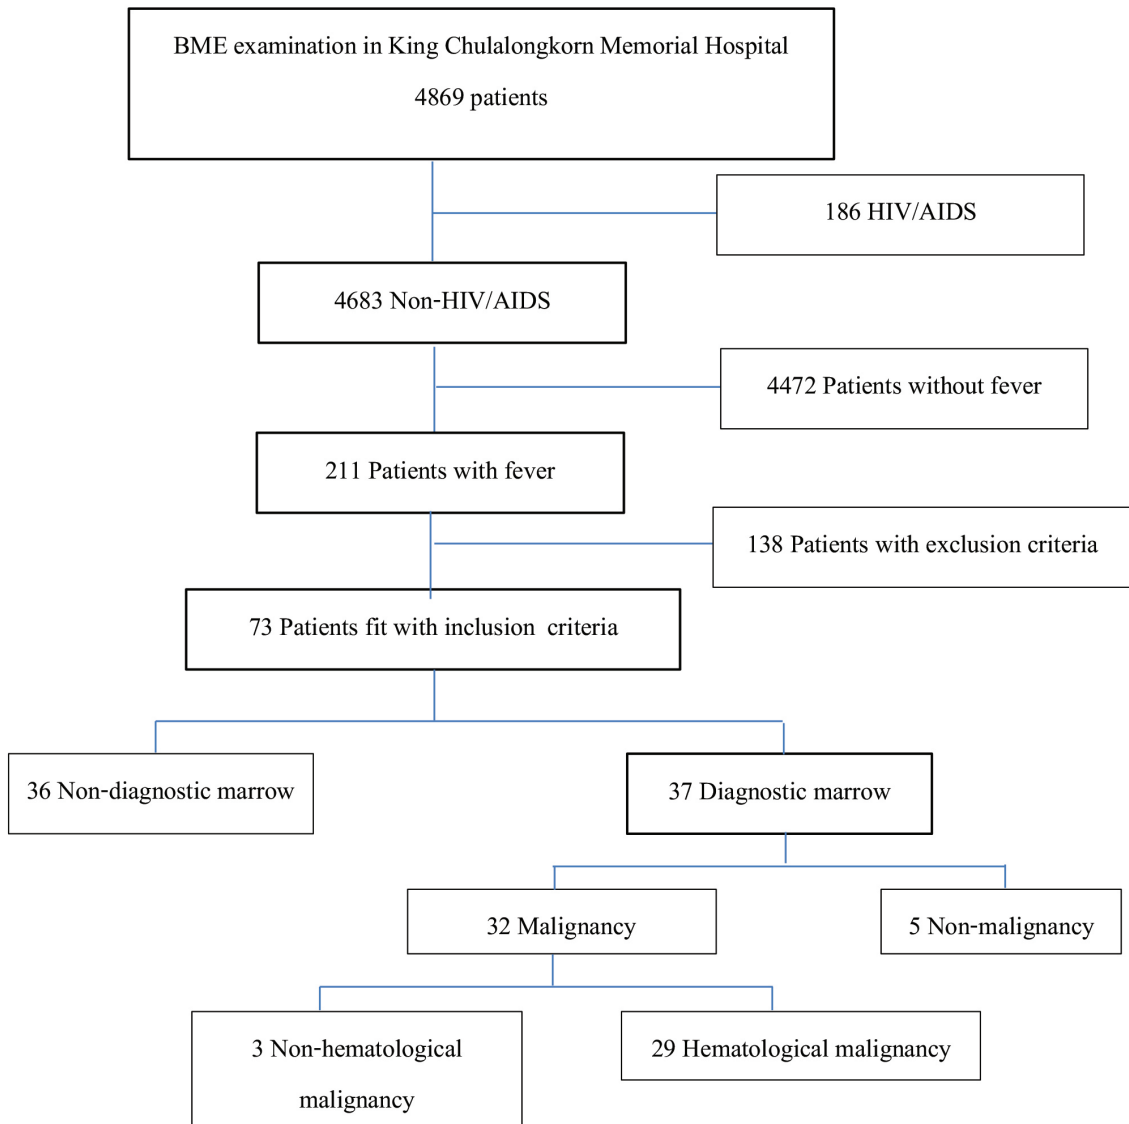 BME examination in King Chulalongkorn Memorial Hospital
4869 patients
186 HIV/AIDS
4683 Non-HIV/AIDS
4472 Patients without fever
211 Patients with fever
138 Patients with exclusion criteria
73 Patients fit with inclusion criteria
36 Non-diagnostic marrow
37 Diagnostic marrow
32 Malignancy
5 Non-malignancy
3 Non-hematological
malignancy
29 Hematological malignancy